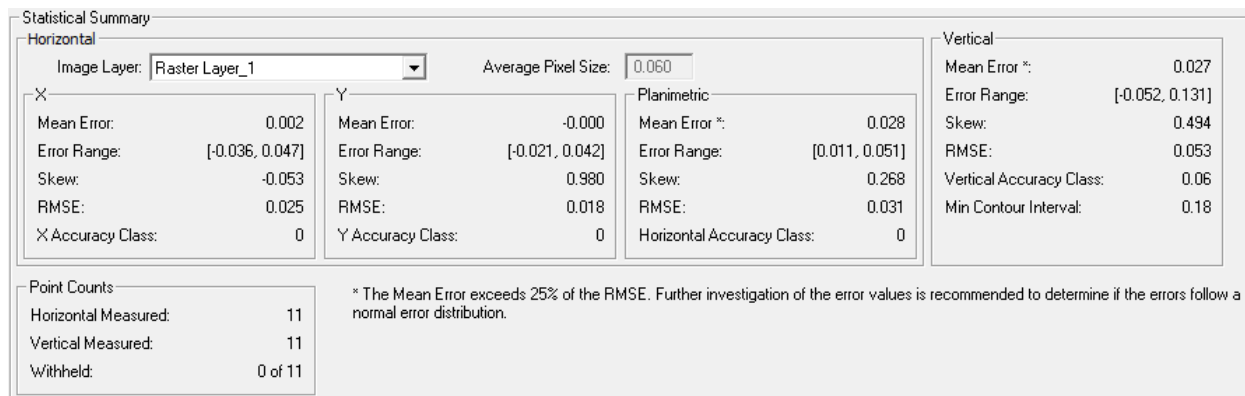 Statistical Summary
Horizontal
Image Layer: Raster Layer_1 Average Pixel Size: 0.060
X
Mean Error: 0.002
Error Range: [-0.036, 0.047]
Skew: -0.053
RMSE: 0.025
X Accuracy Class: 0
Y
Mean Error: -0.000
Error Range: [-0.021, 0.042]
Skew: 0.980
RMSE: 0.018
Y Accuracy Class: 0
Planimetric
Mean Error *: 0.028
Error Range: [0.011, 0.051]
Skew: 0.268
RMSE: 0.031
Horizontal Accuracy Class: 0
Vertical
Mean Error *: 0.027
Error Range: [-0.052, 0.131]
Skew: 0.494
RMSE: 0.053
Vertical Accuracy Class: 0.06
Min Contour Interval: 0.18
Point Counts
Horizontal Measured: 11
Vertical Measured: 11
Withheld: 0 of 11
* The Mean Error exceeds 25% of the RMSE. Further investigation of the error values is recommended to determine if the errors follow a
normal error distribution.